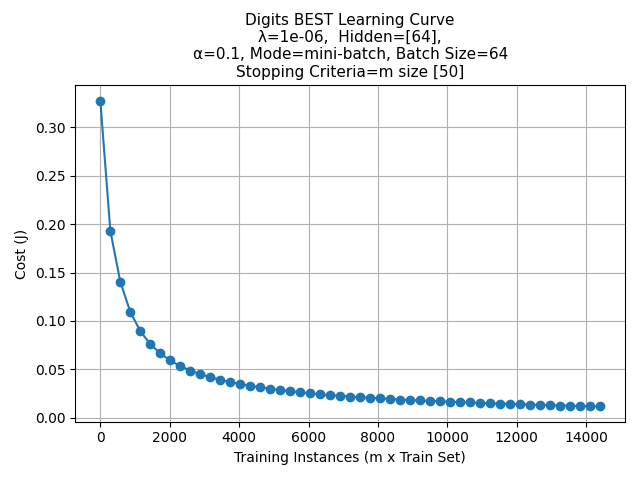 Digits BEST Learning Curve
λ=1e-06,  Hidden=[64],
α=0.1, Mode=mini-batch, Batch Size=64
Stopping Criteria=m size [50]
Cost (J)
0.30
0.25
0.20
0.15
0.10
0.05
0.00
0 2000 4000 6000 8000 10000 12000 14000
Training Instances (m x Train Set)